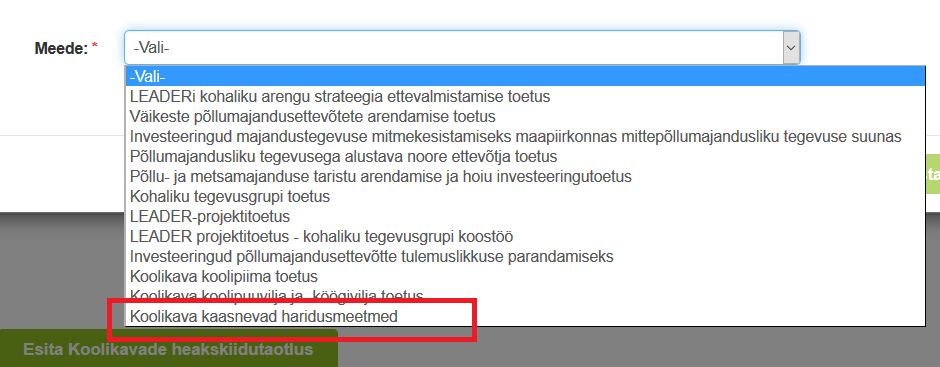 Meede: *
-Vali-
-Vali-
LEADERi kohaliku arengu strateegia ettevalmistamise toetus
Väikeste põllumajandusettevõtete arendamise toetus
Investeeringud majandustegevuse mitmekesistamiseks maapiirkonnas mittepõllumajandusliku tegevuse suunas
Põllumajandusliku tegevusega alustava noore ettevõtja toetus
Põllu- ja metsamajanduse taristu arendamise ja hoiu investeeringutoetus
Kohaliku tegevusgrupi toetus
LEADER-projektitoetus
LEADER projektitoetus - kohaliku tegevusgrupi koostöö
Investeeringud põllumajandusettevõtte tulemuslikkuse parandamiseks
Koolikava koolipiima toetus
Koolikava koolipuuvilja ja -köögivilja toetus
Koolikava kaasnevad haridusmeetmed
Esita Koolikavade heakskiidutaotlus